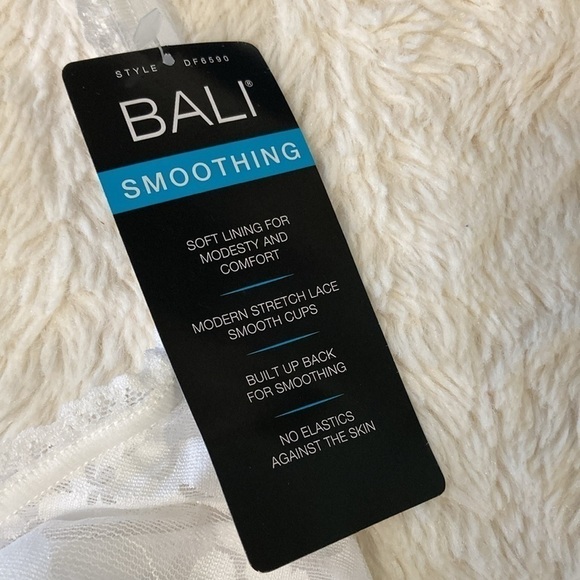 STYLE DF6590
BALI®
SMOOTHING
SOFT LINING FOR
MODESTY AND
COMFORT
MODERN STRETCH LACE
SMOOTH CUPS
BUILT UP BACK
FOR SMOOTHING
NO ELASTICS
AGAINST THE SKIN